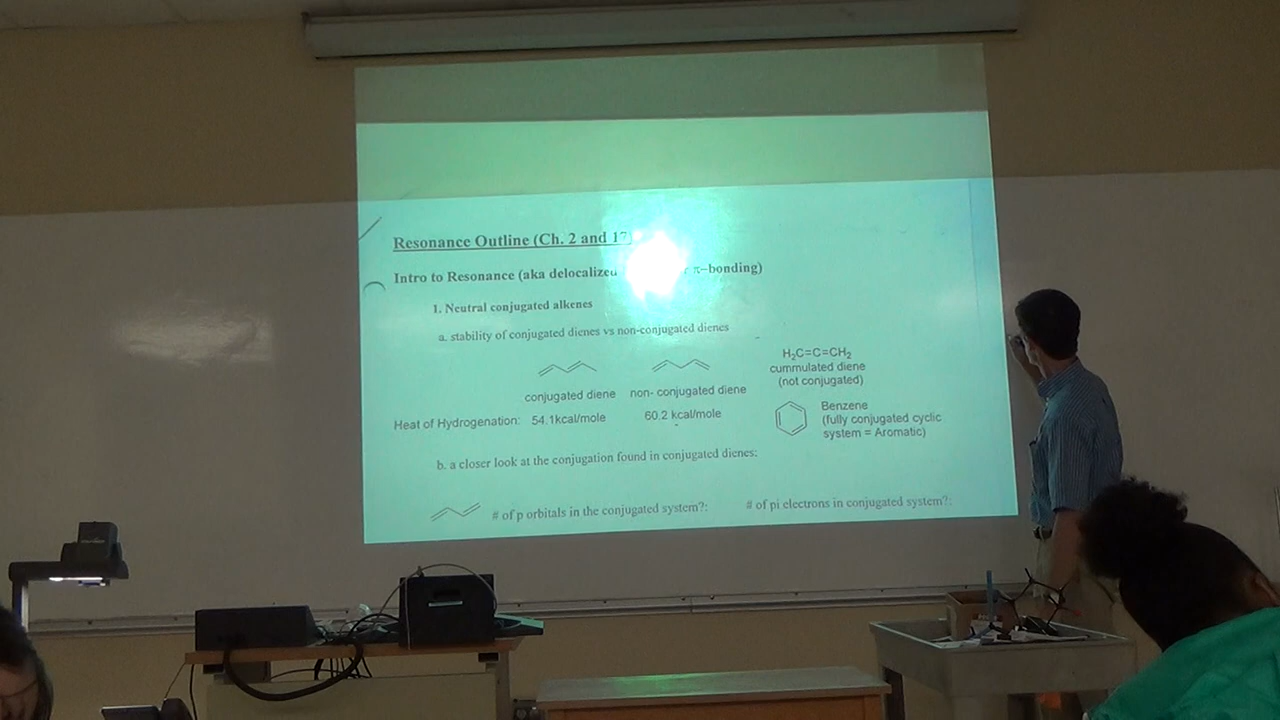 Resonance Outline (Ch. 2 and 17
Intro to Resonance (aka delocalized π-bonding)
1. Neutral conjugated alkenes
a. stability of conjugated dienes vs non-conjugated dienes
H₂C=C=CH₂
cummulated diene
(not conjugated)
conjugated diene non- conjugated diene
Heat of Hydrogenation: 54.1kcal/mole 60.2 kcal/mole
Benzene
(fully conjugated cyclic
system = Aromatic)
b. a closer look at the conjugation found in conjugated dienes:
# of p orbitals in the conjugated system?: # of pi electrons in conjugated system?: